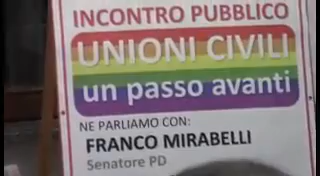 INCONTRO PUBBLICO
UNIONI CIVILI
un passo avanti
NE PARLIAMO CON:
FRANCO MIRABELLI
Senatore PD